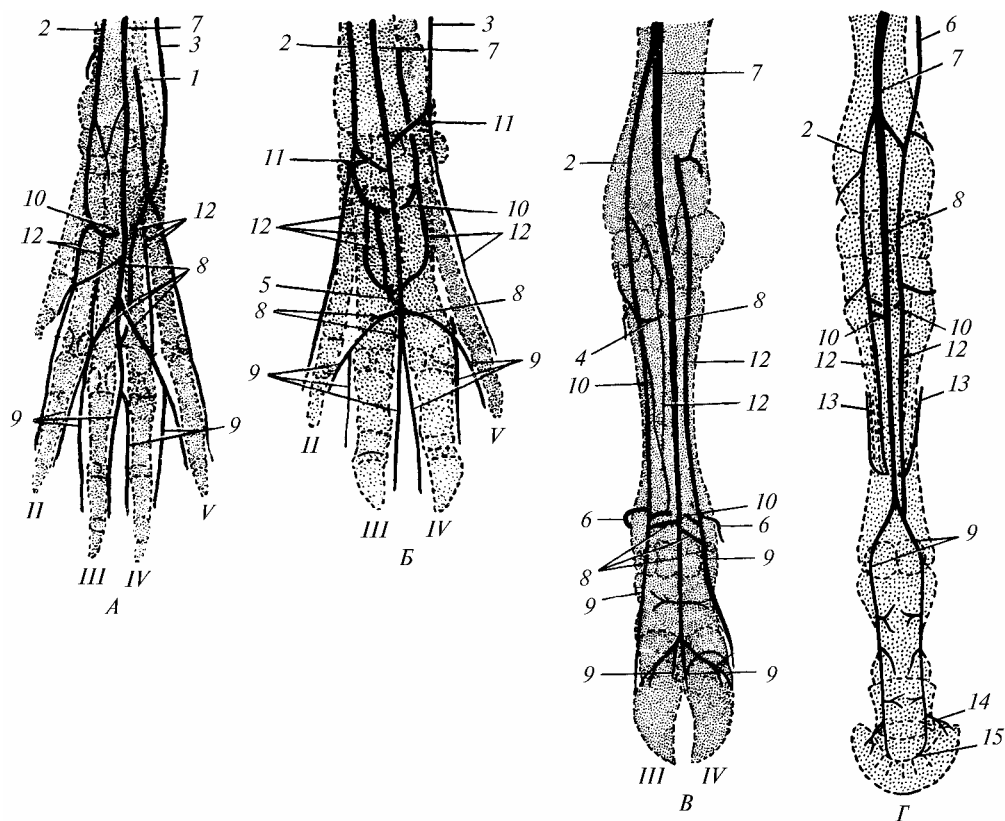 2 7 3 1 10 12 12 8 9 9 II III IV V
А
2 3 7 11 11 10 12 12 5 8 8 9 9 II III IV V
Б
7 2 8 4 12 10 12 6 10 6 8 9 9 9 9 III IV
В
6 7 2 8 10 10 12 12 13 13 9 14 15
Г